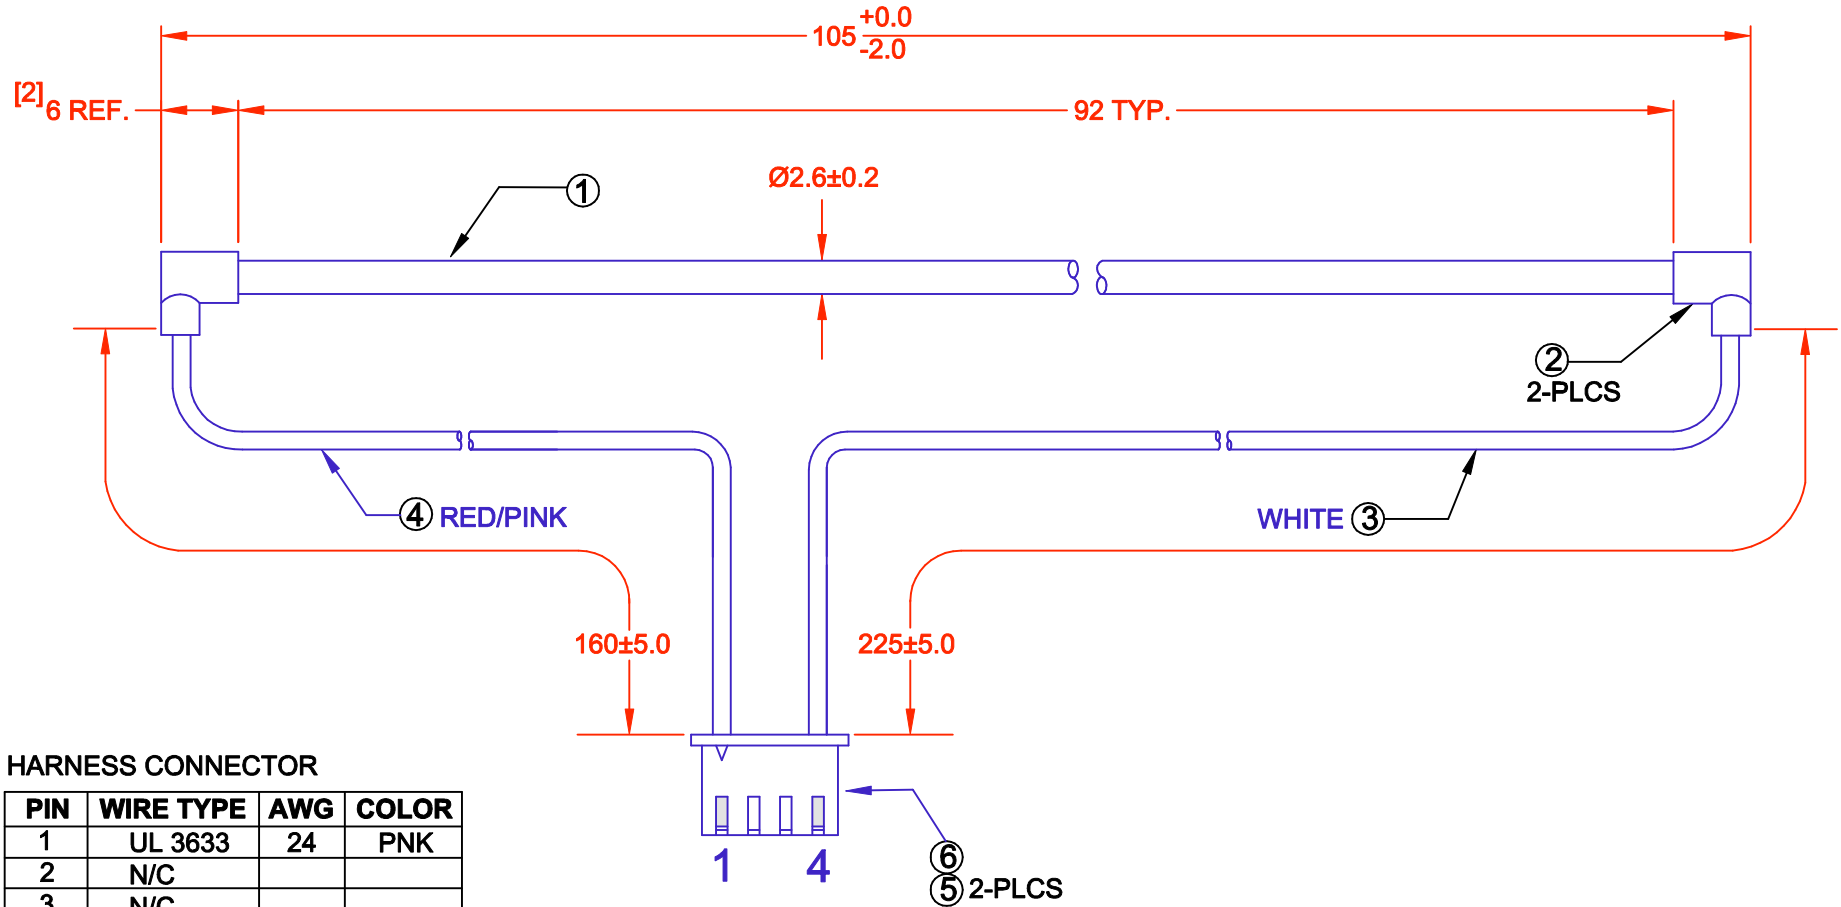 +0.0
105
-2.0
[2]
6 REF.
92 TYP.
Ø2.6±0.2
1
2
2-PLCS
4 RED/PINK
WHITE 3
160±5.0
225±5.0
HARNESS CONNECTOR
PIN WIRE TYPE AWG COLOR
1 UL 3633 24 PNK
2 N/C
3 N/C
1 4
6
5 2-PLCS